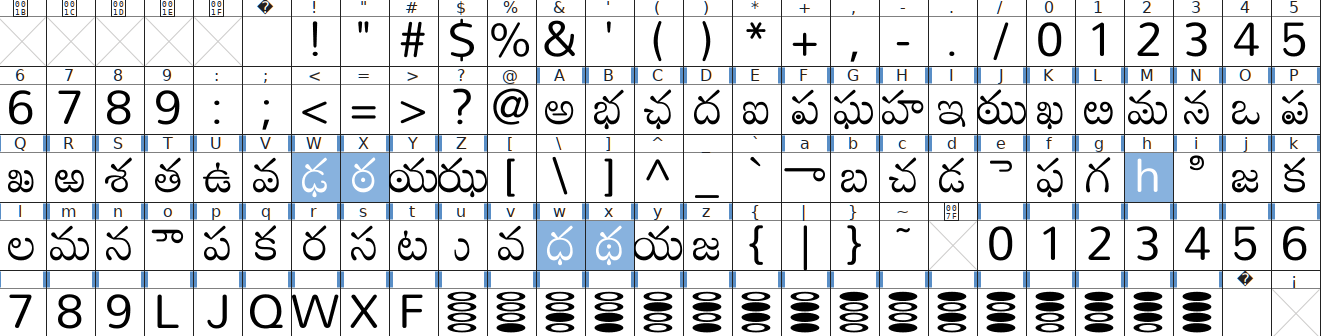 001B 001C 001D 001E 001F � ! " # $ % & ' ( ) * + , - . / 0 1 2 3 4 5
! " # $ % & ' ( ) * + , - . / 0 1 2 3 4 5
6 7 8 9 : ; < = > ? @ A B C D E F G H I J K L M N O P
6 7 8 9 : ; < = > ? @ అ భ ఛ ద ఐ ప ఘ హ ఇ ఋ ఖ ఱ మ న ఒ ఫ
Q R S T U V W X Y Z [ \ ] ^ _ ` a b c d e f g h i j k
ఖ ఱ శ త ఉ వ ఢ ఠ య ఝ [ \ ] ^ _ ` ా బ చ డ ె ఫ గ h ి జ క
l m n o p q r s t u v w x y z { | } ~ 007F
ల మ న ొ ప క ర స ట ు వ ధ థ య జ { | } ~ 0 1 2 3 4 5 6
� ¡
7 8 9 L J Q W X F